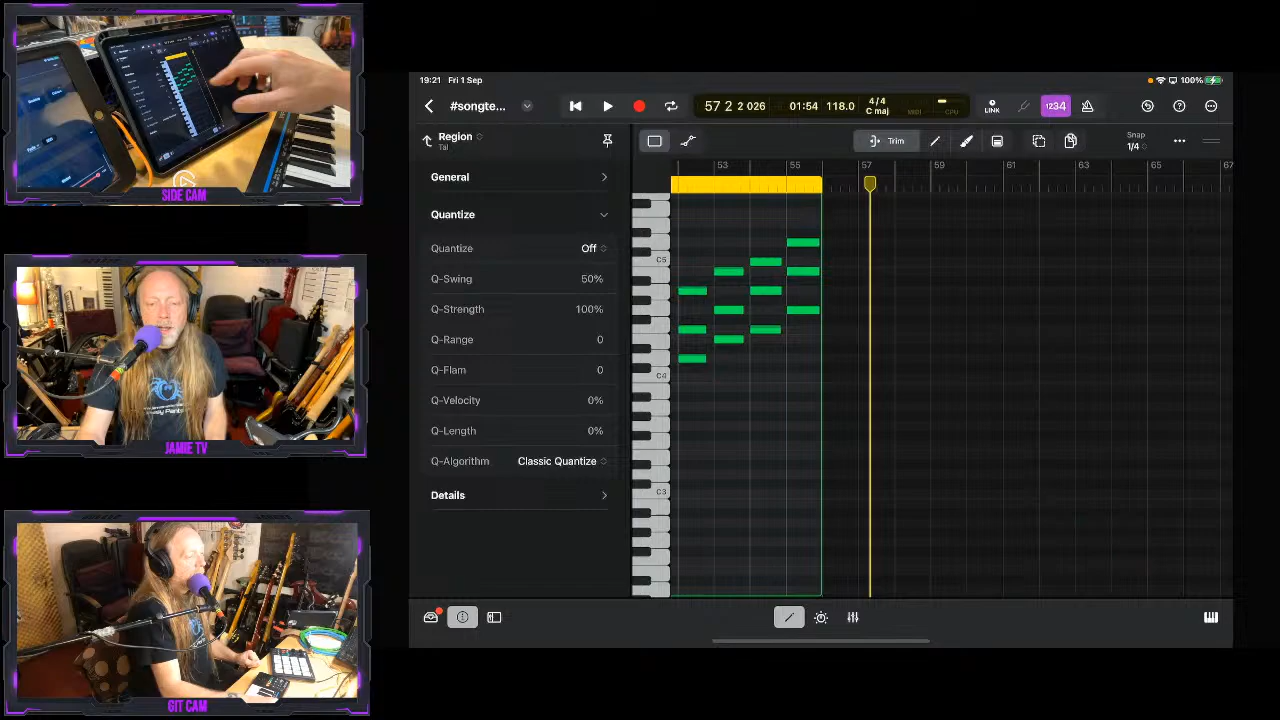 SIDE CAM
JAMIE TV
GIT CAM
19:21 Fri 1 Sep
100%
#songte...
57 2 2 026
01:54
118.0
4/4
C maj
MIDI
CPU
LINK
1234
Region
Tal
Trim
Snap
1/4
General
Quantize
Quantize Off
Q-Swing 50%
Q-Strength 100%
Q-Range 0
Q-Flam 0
Q-Velocity 0%
Q-Length 0%
Q-Algorithm Classic Quantize
Details
53 55 57 59 61 63 65 67
C5
C4
C3